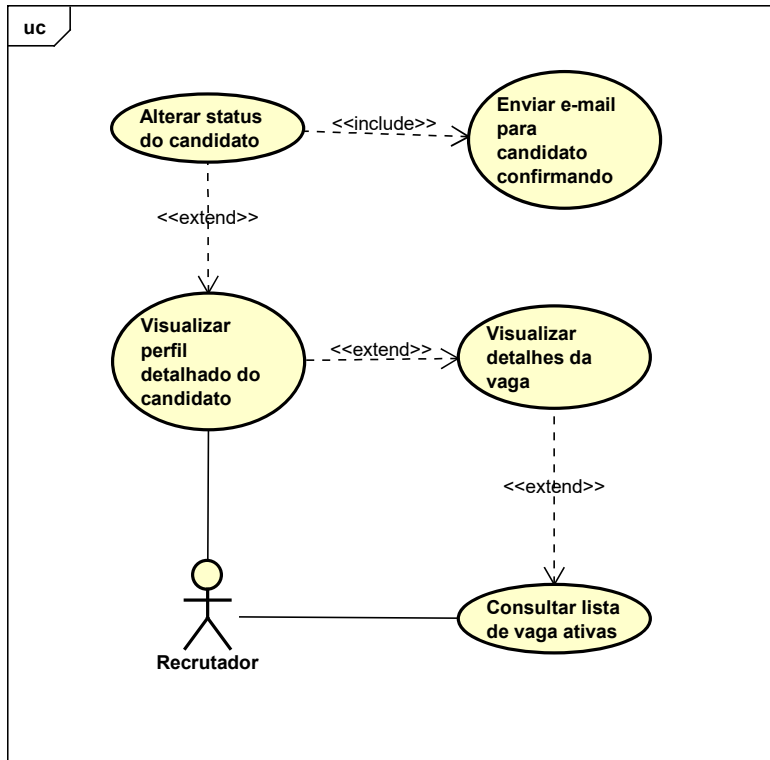 uc
Alterar status
do candidato
<<include>>
Enviar e-mail
para
candidato
confirmando
<<extend>>
Visualizar
perfil
detalhado do
candidato
<<extend>>
Visualizar
detalhes da
vaga
<<extend>>
Recrutador
Consultar lista
de vaga ativas